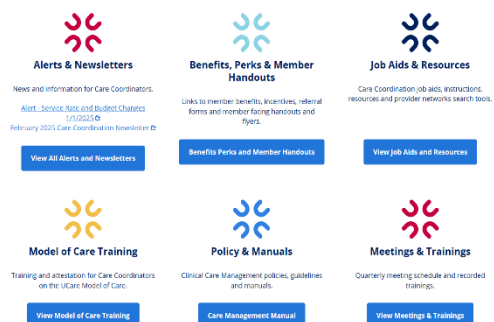 Alerts & Newsletters
News and information for Care Coordinators.
Alert - Service Rate and Budget Changes
1/1/2025
February 2025 Care Coordination Newsletter
View All Alerts and Newsletters
Benefits, Perks & Member
Handouts
Links to member benefits, incentives, referral
forms and member facing handouts and
flyers.
Benefits Perks and Member Handouts
Job Aids & Resources
Care Coordination job aids, instructions,
resources and provider networks search tools.
View Job Aids and Resources
Model of Care Training
Training and attestation for Care Coordinators
on the UCare Model of Care.
View Model of Care Training
Policy & Manuals
Clinical Care Management policies, guidelines
and manuals.
Care Management Manual
Meetings & Trainings
Quarterly meeting schedule and recorded
trainings.
View Meetings & Trainings